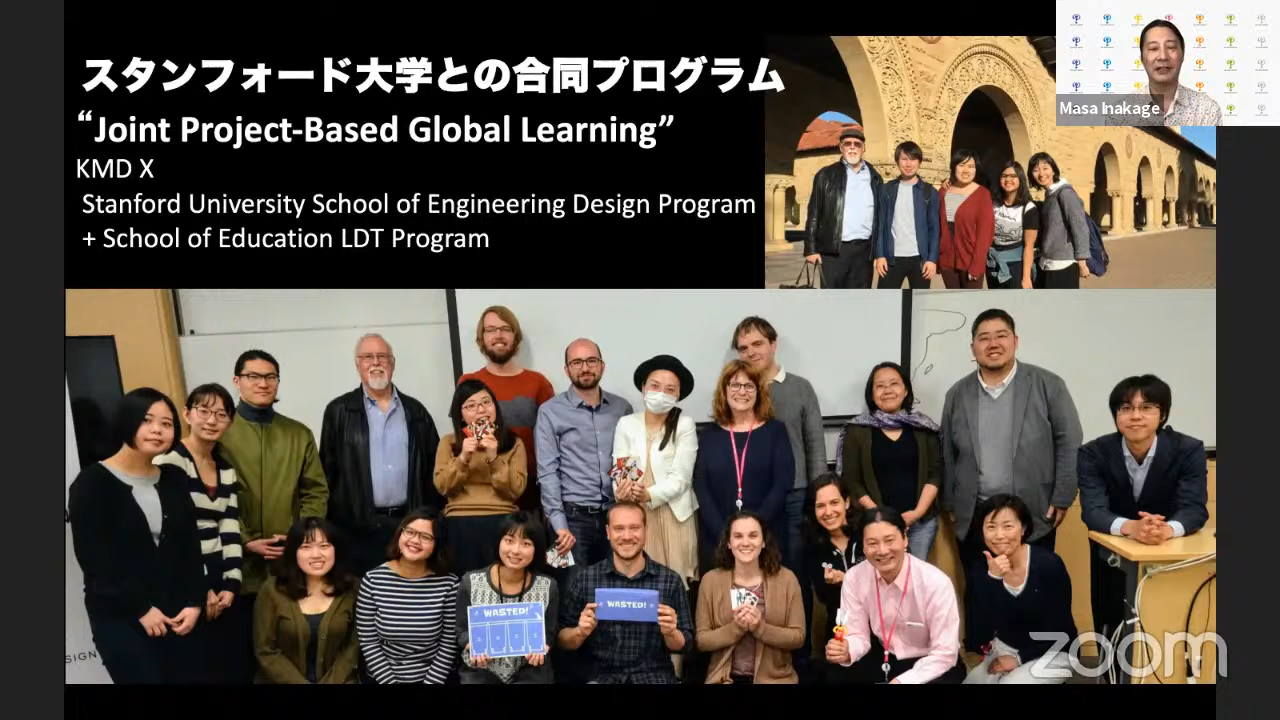 スタンフォード大学との合同プログラム
“Joint Project-Based Global Learning”
KMD X
Stanford University School of Engineering Design Program
+ School of Education LDT Program
Masa Inakage
WASTED!
WASTED!
SIGN
zoom